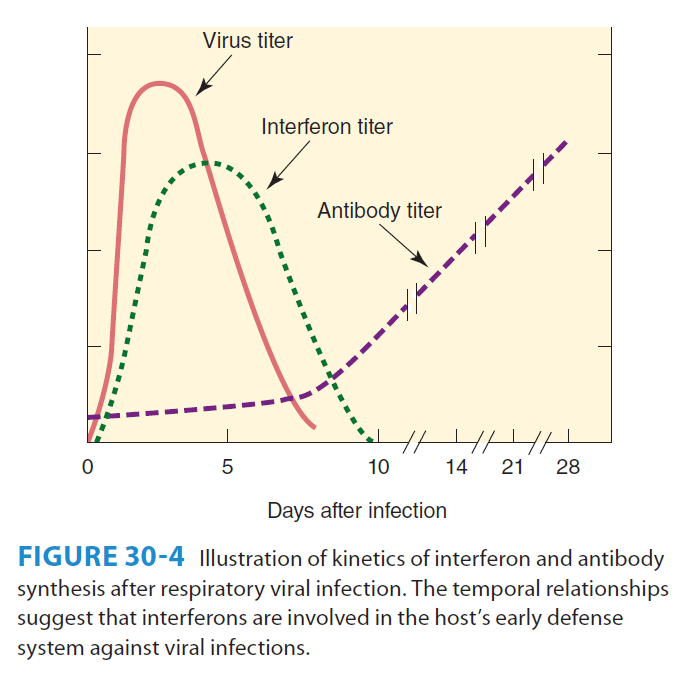 Virus titer
Interferon titer
Antibody titer
0 5 10 14 21 28
Days after infection
FIGURE 30-4 Illustration of kinetics of interferon and antibody
synthesis after respiratory viral infection. The temporal relationships
suggest that interferons are involved in the host’s early defense
system against viral infections.